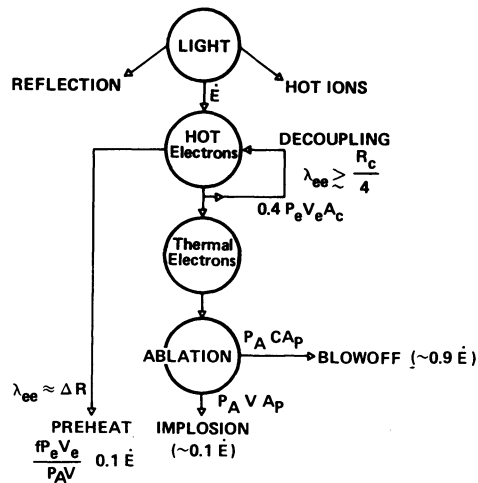 LIGHT
REFLECTION
HOT IONS
Ė
HOT
Electrons
DECOUPLING
λee ≳ Rc/4
0.4 PeVeAc
Thermal
Electrons
ABLATION
PA CAP
BLOWOFF (~0.9 Ė)
λee ≈ ΔR
PA V AP
PREHEAT
fPeVe/PAV 0.1 Ė
IMPLOSION
(~0.1 Ė)